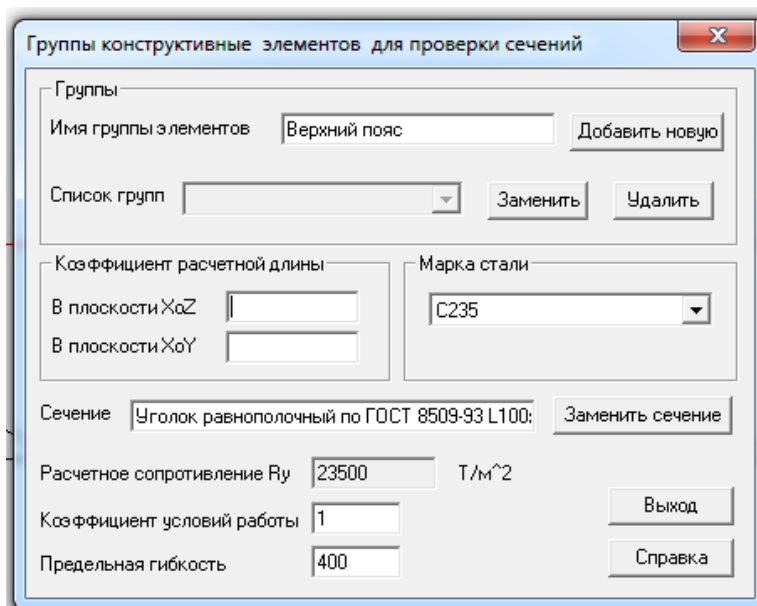 Группы конструктивные элементов для проверки сечений
Группы
Имя группы элементов Верхний пояс Добавить новую
Список групп Заменить Удалить
Коэффициент расчетной длины Марка стали
В плоскости XoZ C235
В плоскости XoY
Сечение Уголок равнополочный по ГОСТ 8509-93 L100: Заменить сечение
Расчетное сопротивление Ry 23500 Т/м^2
Коэффициент условий работы 1 Выход
Предельная гибкость 400 Справка